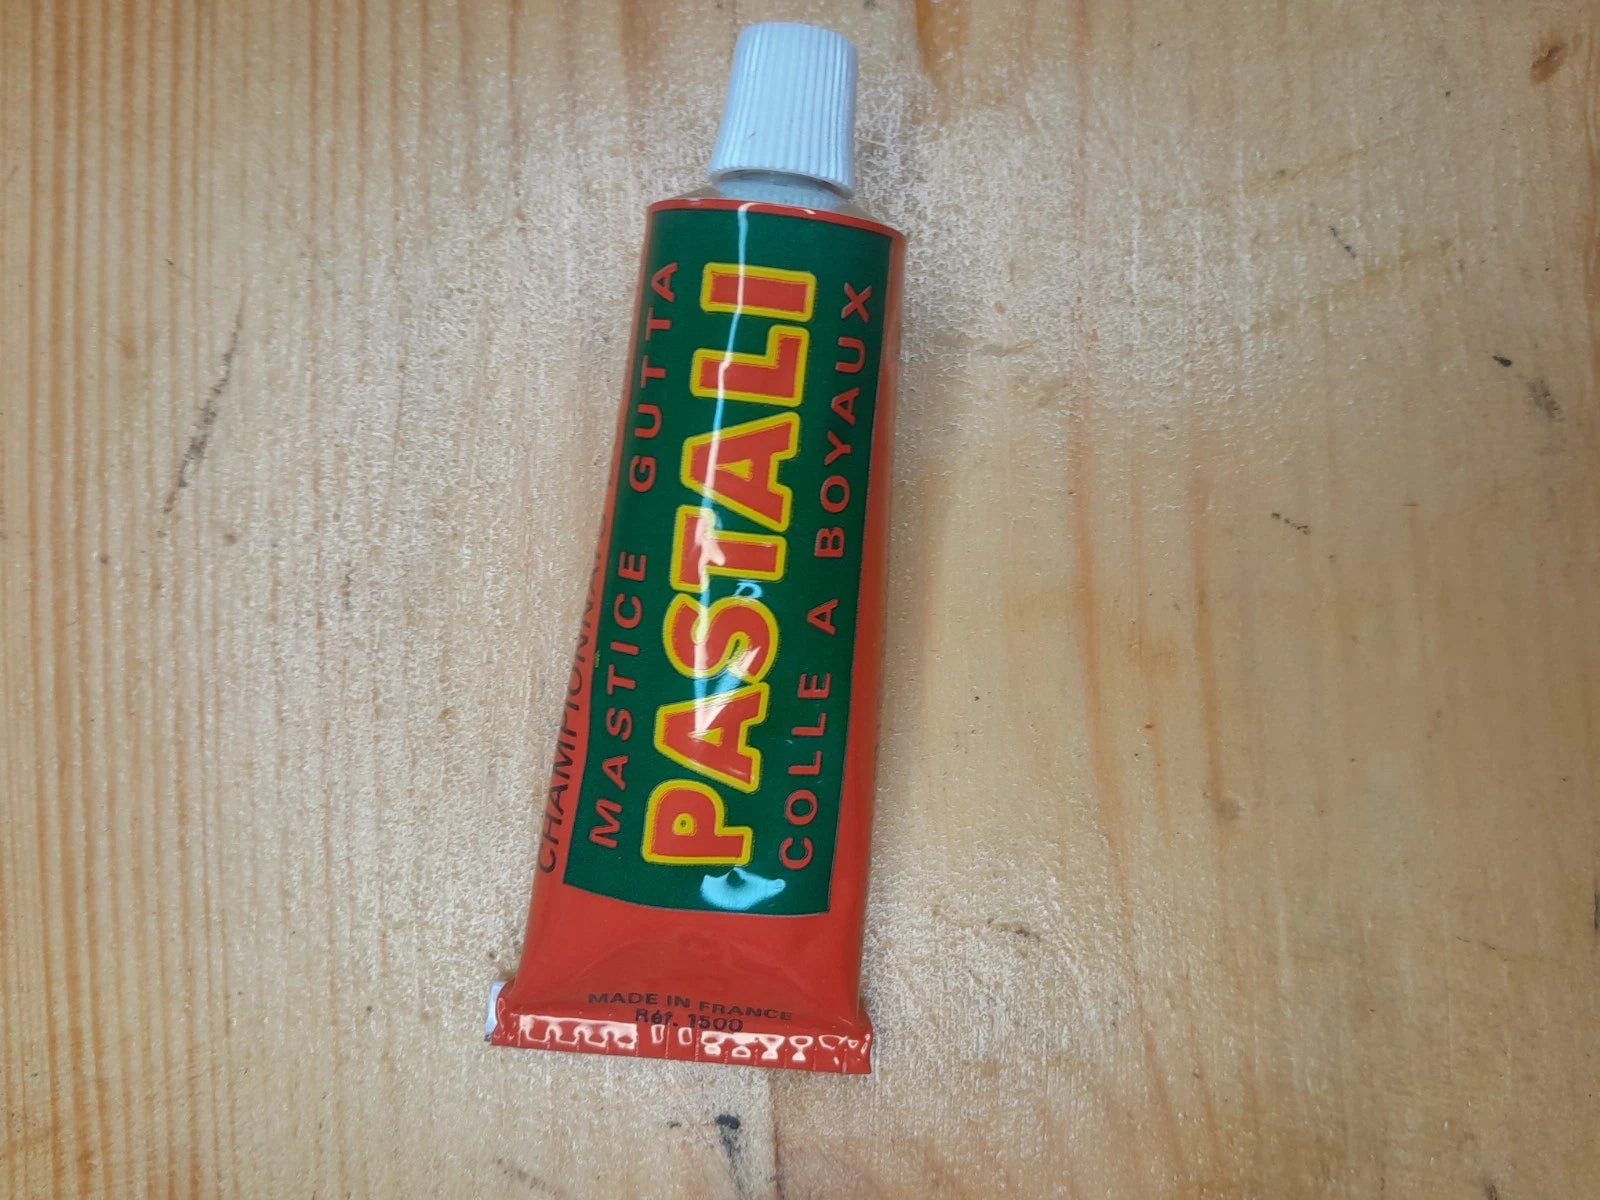 MASTICE GUTTA
PASTALI
COLLE A BOYAUX
MADE IN FRANCE
Réf. 1500